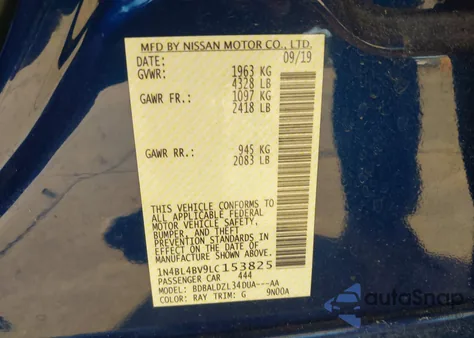 MFD BY NISSAN MOTOR CO., LTD.
DATE: 09/19
GVWR: 1963 KG
4328 LB
GAWR FR.: 1097 KG
2418 LB
GAWR RR.: 945 KG
2083 LB
THIS VEHICLE CONFORMS TO
ALL APPLICABLE FEDERAL
MOTOR VEHICLE SAFETY,
BUMPER, AND THEFT
PREVENTION STANDARDS IN
EFFECT ON THE DATE OF
MANUFACTURE SHOWN ABOVE.
1N4BL4BV9LC153825
PASSENGER CAR 444
MODEL: BDBALDZL34DUA---AA
COLOR: RAY TRIM: G 9N00A
AutoSnap